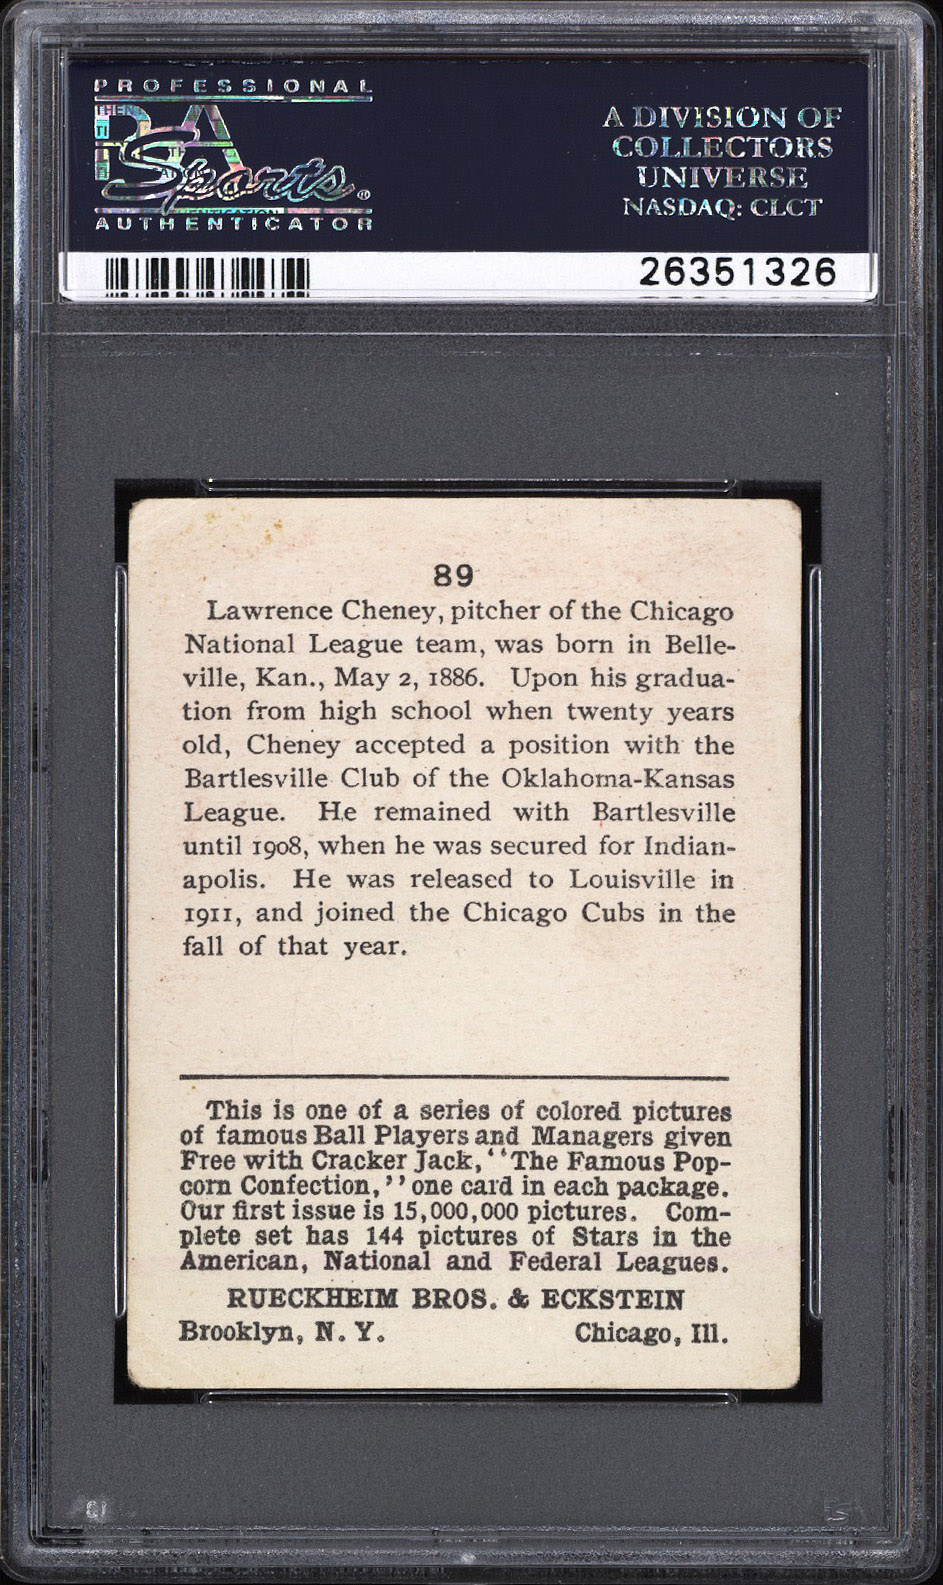 PROFESSIONAL
PSA
Sports®
AUTHENTICATOR
A DIVISION OF
COLLECTORS
UNIVERSE
NASDAQ: CLCT
26351326
89
Lawrence Cheney, pitcher of the Chicago
National League team, was born in Belle-
ville, Kan., May 2, 1886. Upon his gradua-
tion from high school when twenty years
old, Cheney accepted a position with the
Bartlesville Club of the Oklahoma-Kansas
League. He remained with Bartlesville
until 1908, when he was secured for Indian-
apolis. He was released to Louisville in
1911, and joined the Chicago Cubs in the
fall of that year.
This is one of a series of colored pictures
of famous Ball Players and Managers given
Free with Cracker Jack, "The Famous Pop-
corn Confection," one card in each package.
Our first issue is 15,000,000 pictures. Com-
plete set has 144 pictures of Stars in the
American, National and Federal Leagues.
RUECKHEIM BROS. & ECKSTEIN
Brooklyn, N. Y. Chicago, Ill.